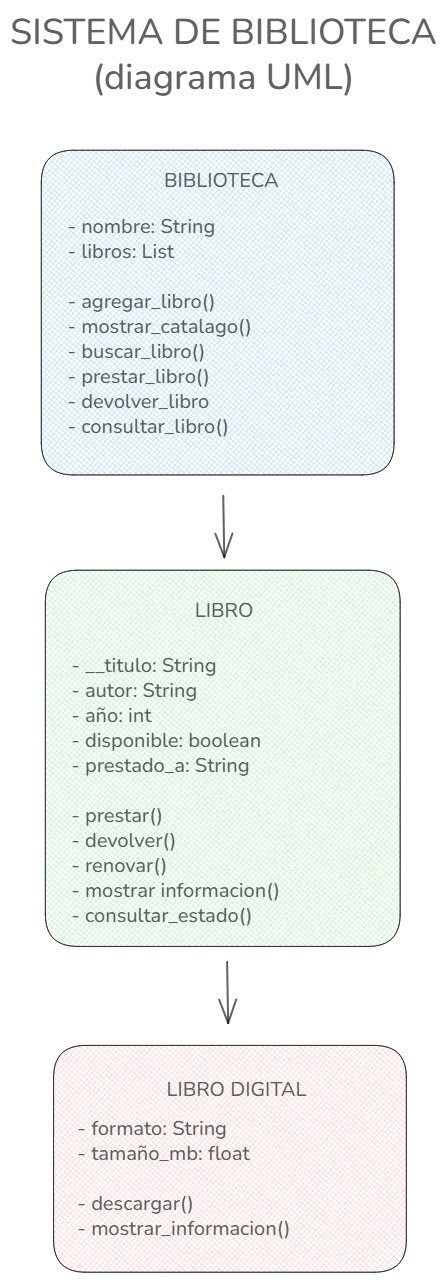 SISTEMA DE BIBLIOTECA
(diagrama UML)
BIBLIOTECA
- nombre: String
- libros: List
- agregar_libro()
- mostrar_catalago()
- buscar_libro()
- prestar_libro()
- devolver_libro
- consultar_libro()
LIBRO
- __titulo: String
- autor: String
- año: int
- disponible: boolean
- prestado_a: String
- prestar()
- devolver()
- renovar()
- mostrar informacion()
- consultar_estado()
LIBRO DIGITAL
- formato: String
- tamaño_mb: float
- descargar()
- mostrar_informacion()